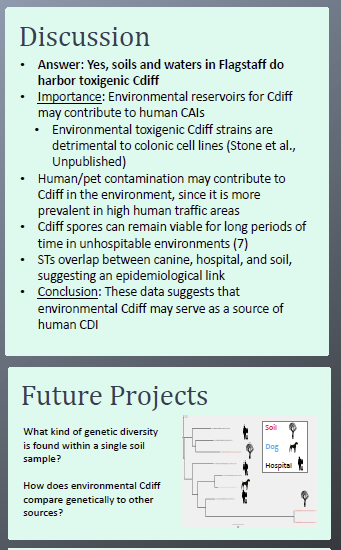 Discussion
• Answer: Yes, soils and waters in Flagstaff do
harbor toxigenic Cdiff
• Importance: Environmental reservoirs for Cdiff
may contribute to human CAIs
• Environmental toxigenic Cdiff strains are
detrimental to colonic cell lines (Stone et al.,
Unpublished)
• Human/pet contamination may contribute to
Cdiff in the environment, since it is more
prevalent in high human traffic areas
• Cdiff spores can remain viable for long periods of
time in unhospitable environments (7)
• STs overlap between canine, hospital, and soil,
suggesting an epidemiological link
• Conclusion: These data suggests that
environmental Cdiff may serve as a source of
human CDI
Future Projects
What kind of genetic diversity
is found within a single soil
sample?
How does environmental Cdiff
compare genetically to other
sources?
Soil
Dog
Hospital